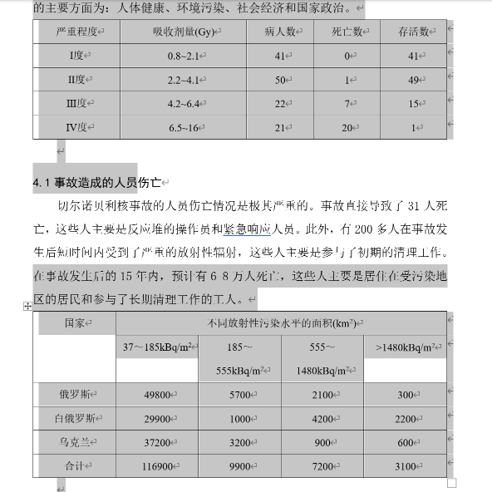 的主要方面为：人体健康、环境污染、社会经济和国家政治。
严重程度 吸收剂量(Gy) 病人数 死亡数 存活数
I度 0.8~2.1 41 0 41
II度 2.2~4.1 50 1 49
III度 4.2~6.4 22 7 15
IV度 6.5~16 21 20 1
4.1 事故造成的人员伤亡
切尔诺贝利核事故的人员伤亡情况是极其严重的。事故直接导致了 31 人死
亡，这些人主要是反应堆的操作员和紧急响应人员。此外，有 200 多人在事故发
生后短时间内受到了严重的放射性辐射，这些人主要是参与了初期的清理工作。
在事故发生后的 15 年内，预计有 6-8 万人死亡，这些人主要是居住在受污染地
区的居民和参与了长期清理工作的工人。
国家 不同放射性污染水平的面积(km²)
37～185kBq/m² 185～ 555～ >1480kBq/m²
555kBq/m² 1480kBq/m²
俄罗斯 49800 5700 2100 300
白俄罗斯 29900 1000 4200 2200
乌克兰 37200 3200 900 600
合计 116900 9900 7200 3100